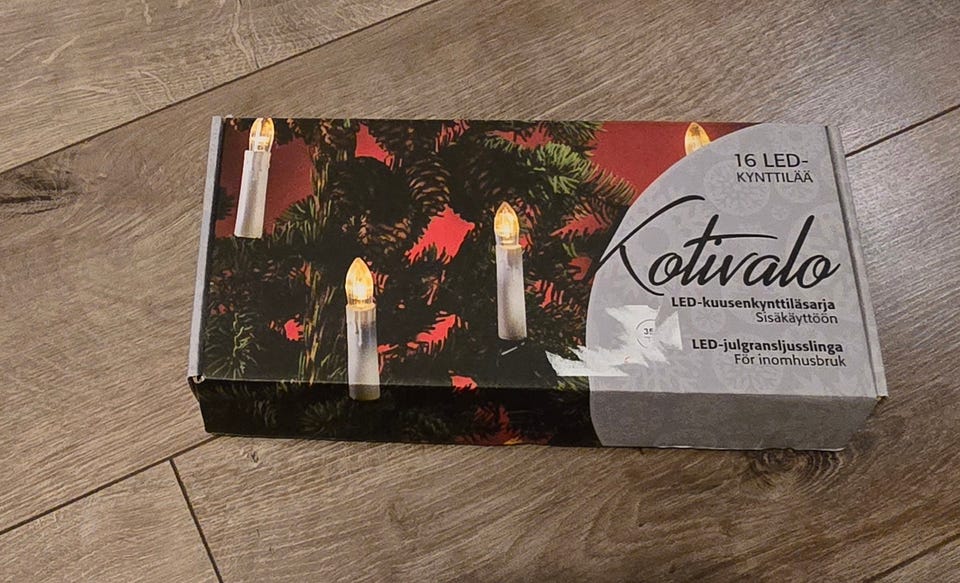 16 LED-
KYNTTILÄÄ
Kotivalo
LED-kuusenkynttiläsarja
Sisäkäyttöön
LED-julgransljusslinga
För inomhusbruk